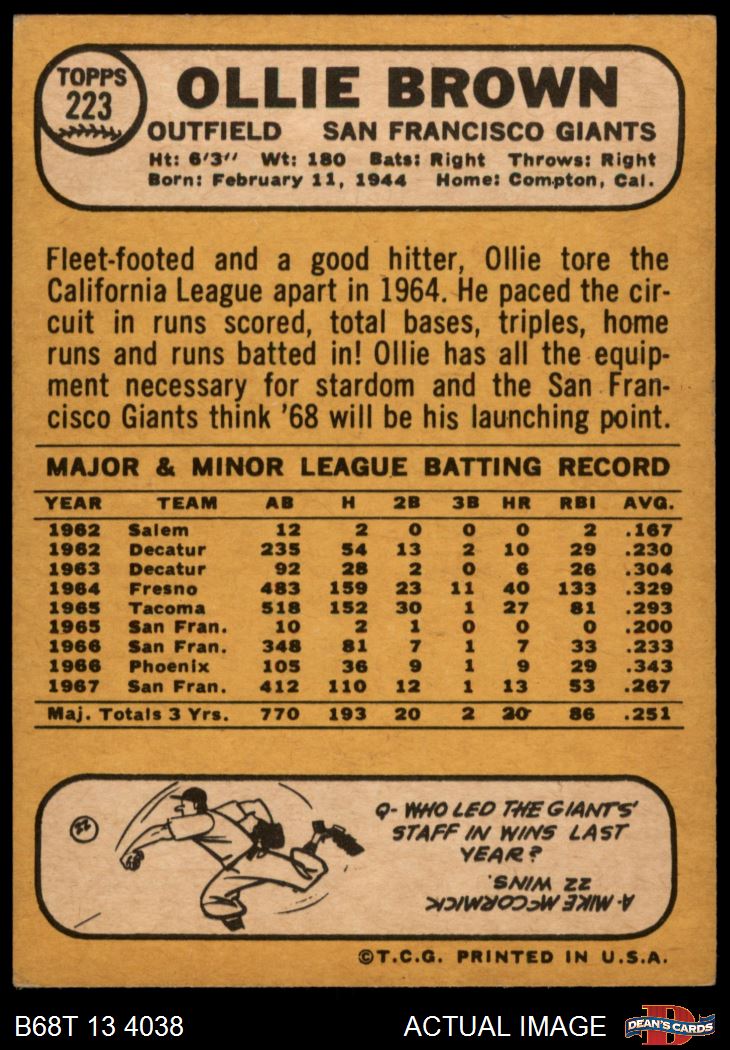 TOPPS
223
OLLIE BROWN
OUTFIELD SAN FRANCISCO GIANTS
Ht: 6'3" Wt: 180 Bats: Right Throws: Right
Born: February 11, 1944 Home: Compton, Cal.
Fleet-footed and a good hitter, Ollie tore the
California League apart in 1964. He paced the cir-
cuit in runs scored, total bases, triples, home
runs and runs batted in! Ollie has all the equip-
ment necessary for stardom and the San Fran-
cisco Giants think '68 will be his launching point.
MAJOR & MINOR LEAGUE BATTING RECORD
YEAR TEAM AB H 2B 3B HR RBI AVG.
1962 Salem 12 2 0 0 0 2 .167
1962 Decatur 235 54 13 2 10 29 .230
1963 Decatur 92 28 2 0 6 26 .304
1964 Fresno 483 159 23 11 40 133 .329
1965 Tacoma 518 152 30 1 27 81 .293
1965 San Fran. 10 2 1 0 0 0 .200
1966 San Fran. 348 81 7 1 7 33 .233
1966 Phoenix 105 36 9 1 9 29 .343
1967 San Fran. 412 110 12 1 13 53 .267
Maj. Totals 3 Yrs. 770 193 20 2 20 86 .251
22
Q- WHO LED THE GIANTS'
STAFF IN WINS LAST
YEAR?
A- MIKE McCORMICK
22 WINS.
©T.C.G. PRINTED IN U.S.A.
B68T 13 4038
ACTUAL IMAGE
D
DEAN'S CARDS